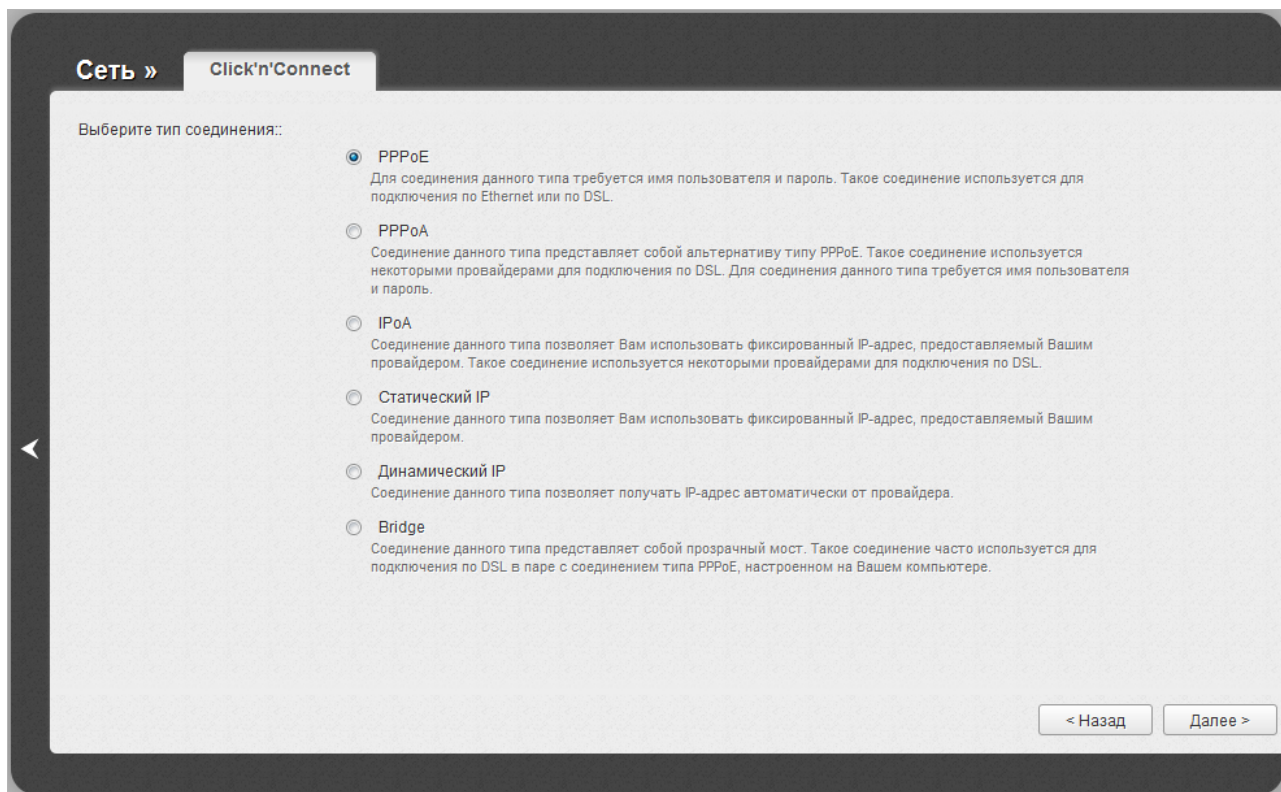 Сеть »
Click'n'Connect
Выберите тип соединения::
PPPoE
Для соединения данного типа требуется имя пользователя и пароль. Такое соединение используется для
подключения по Ethernet или по DSL.
PPPoA
Соединение данного типа представляет собой альтернативу типу PPPoE. Такое соединение используется
некоторыми провайдерами для подключения по DSL. Для соединения данного типа требуется имя пользователя
и пароль.
IPoA
Соединение данного типа позволяет Вам использовать фиксированный IP-адрес, предоставляемый Вашим
провайдером. Такое соединение используется некоторыми провайдерами для подключения по DSL.
Статический IP
Соединение данного типа позволяет Вам использовать фиксированный IP-адрес, предоставляемый Вашим
провайдером.
Динамический IP
Соединение данного типа позволяет получать IP-адрес автоматически от провайдера.
Bridge
Соединение данного типа представляет собой прозрачный мост. Такое соединение часто используется для
подключения по DSL в паре с соединением типа PPPoE, настроенном на Вашем компьютере.
< Назад
Далее >